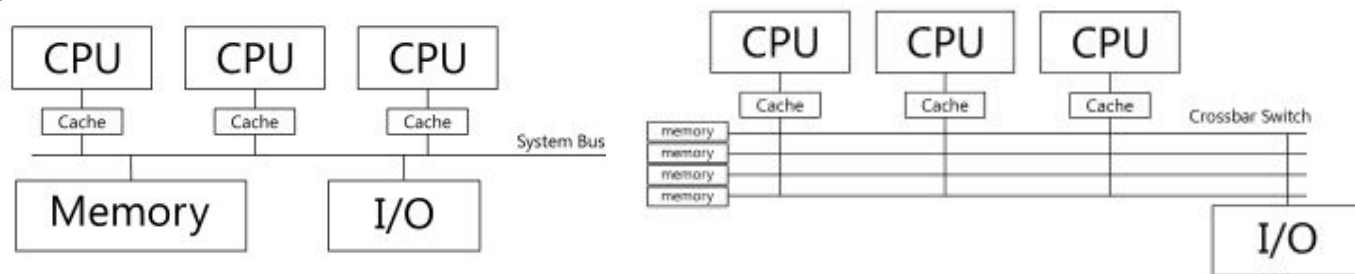 CPU CPU CPU
Cache Cache Cache
System Bus
Memory I/O
CPU CPU CPU
Cache Cache Cache
Crossbar Switch
memory
memory
memory
memory
I/O